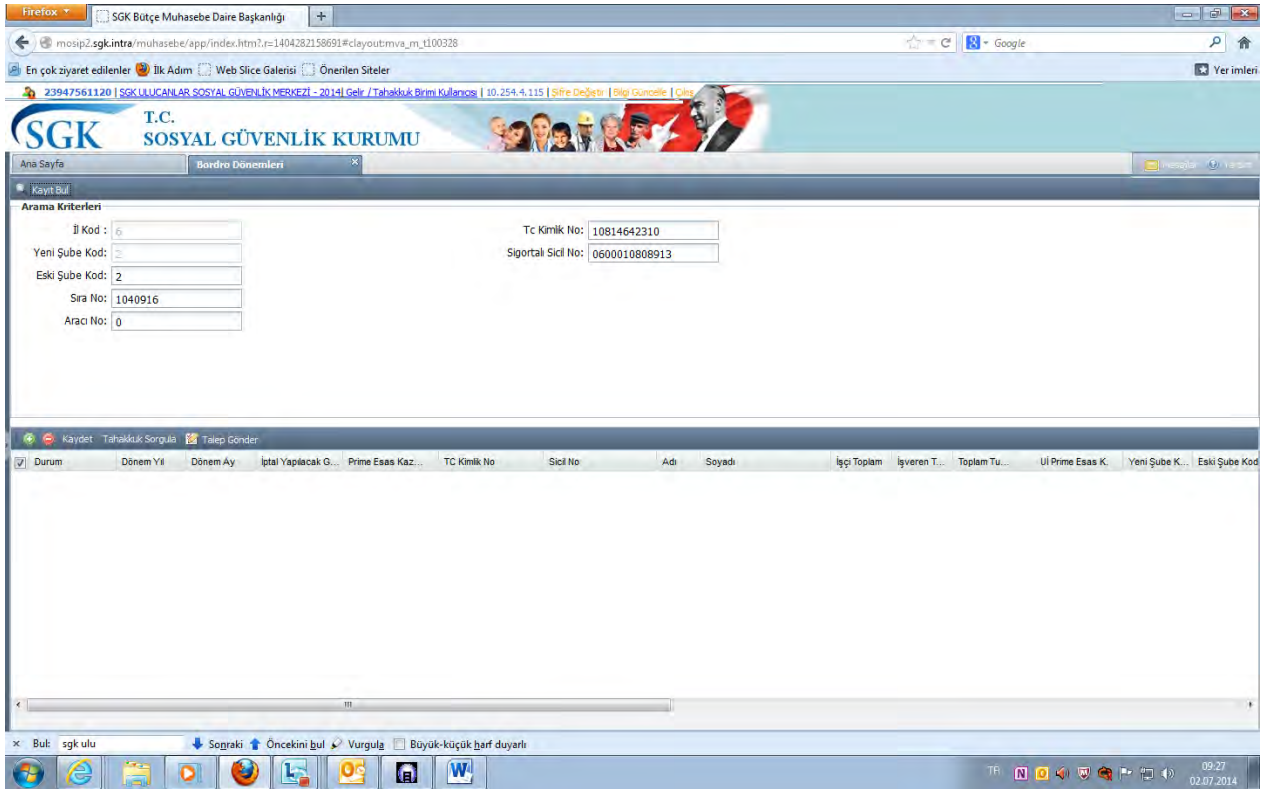 Firefox
SGK Bütçe Muhasebe Daire Başkanlığı
mosip2.sgk.intra/muhasebe/app/index.htm?.r=1404282158691#clayout:mva_m_t100328
Google
En çok ziyaret edilenler İlk Adım Web Slice Galerisi Önerilen Siteler Yer imleri
23947561120 | SGK ULUCANLAR SOSYAL GÜVENLİK MERKEZİ - 2014| Gelir / Tahakkuk Birimi Kullanıcısı | 10.254.4.115 | Şifre Değiştir | Bilgi Güncelle | Çıkış
SGK
T.C.
SOSYAL GÜVENLİK KURUMU
Ana Sayfa Bordro Dönemleri
Kayıt Bul
Arama Kriterleri
İl Kod : 6 Tc Kimlik No: 10814642310
Yeni Şube Kod: 2 Sigortalı Sicil No: 0600010808913
Eski Şube Kod: 2
Sıra No: 1040916
Aracı No: 0
Kaydet Tahakkuk Sorgula Talep Gönder
Durum Dönem Yıl Dönem Ay İptal Yapılacak G... Prime Esas Kaz... TC Kimlik No Sicil No Adı Soyadı İşçi Toplam İşveren T... Toplam Tu... Uİ Prime Esas K. Yeni Şube K... Eski Şube Kod
Bul: sgk ulu Sonraki Öncekini bul Vurgula Büyük-küçük harf duyarlı
TR 09:27
02.07.2014